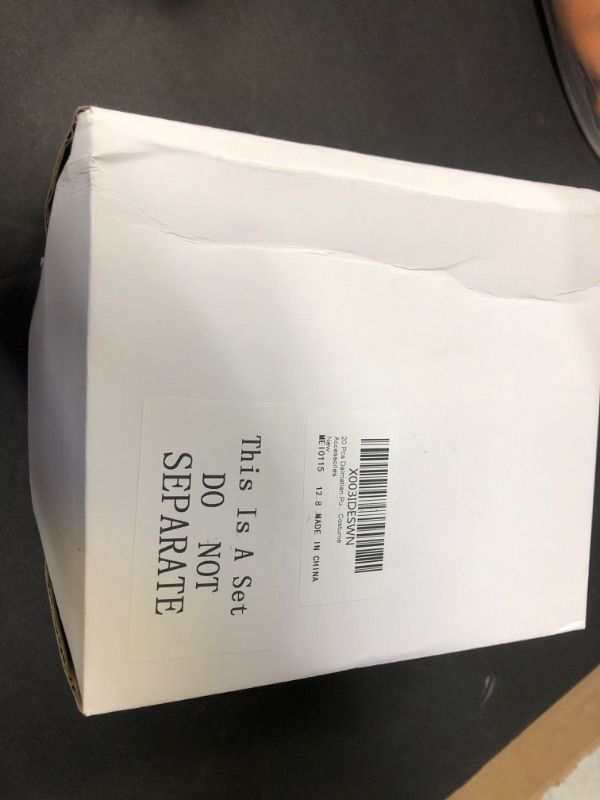 X003IDESWN
20 Pcs Dalmatian Pu... Costume
Accessories
New
MEI0115 12.8 MADE IN CHINA
This Is A Set
DO NOT
SEPARATE